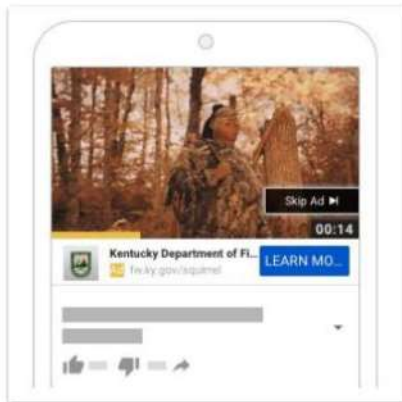 Skip Ad
00:14
Kentucky Department of Fi...
LEARN MO...
Ad fw.ky.gov/squirrel